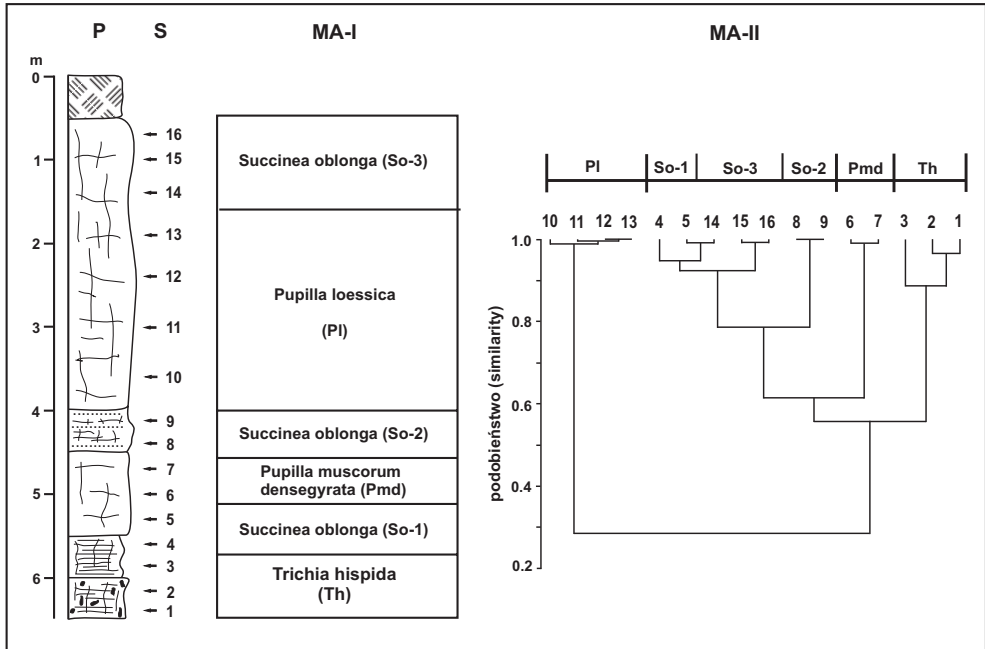 P S MA-I MA-II
m
0
1
2
3
4
5
6
16
15
14
13
12
11
10
9
8
7
6
5
4
3
2
1
Succinea oblonga (So-3)
Pupilla loessica
(Pl)
Succinea oblonga (So-2)
Pupilla muscorum
densegyrata (Pmd)
Succinea oblonga (So-1)
Trichia hispida
(Th)
Pl So-1 So-3 So-2 Pmd Th
10 11 12 13 4 5 14 15 16 8 9 6 7 3 2 1
1.0
0.8
0.6
0.4
0.2
podobieństwo (similarity)